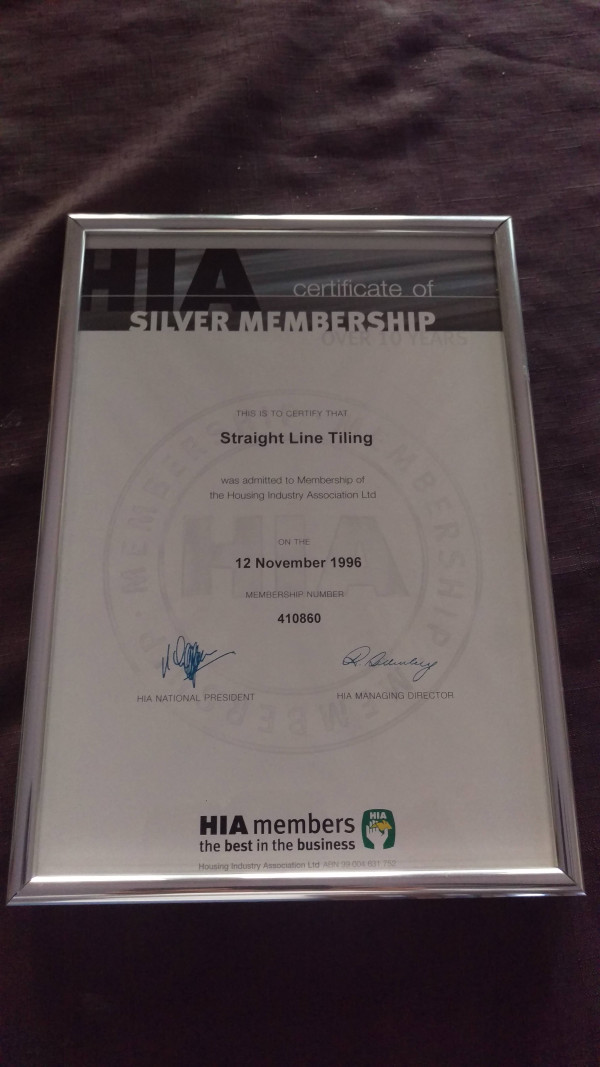 HIA
certificate of
SILVER MEMBERSHIP
OVER 10 YEARS
THIS IS TO CERTIFY THAT
Straight Line Tiling
was admitted to Membership of
the Housing Industry Association Ltd
ON THE
12 November 1996
MEMBERSHIP NUMBER
410860
HIA NATIONAL PRESIDENT
HIA MANAGING DIRECTOR
HIA members
the best in the business
HIA
Housing Industry Association Ltd
MEMBERSHIP
HIA